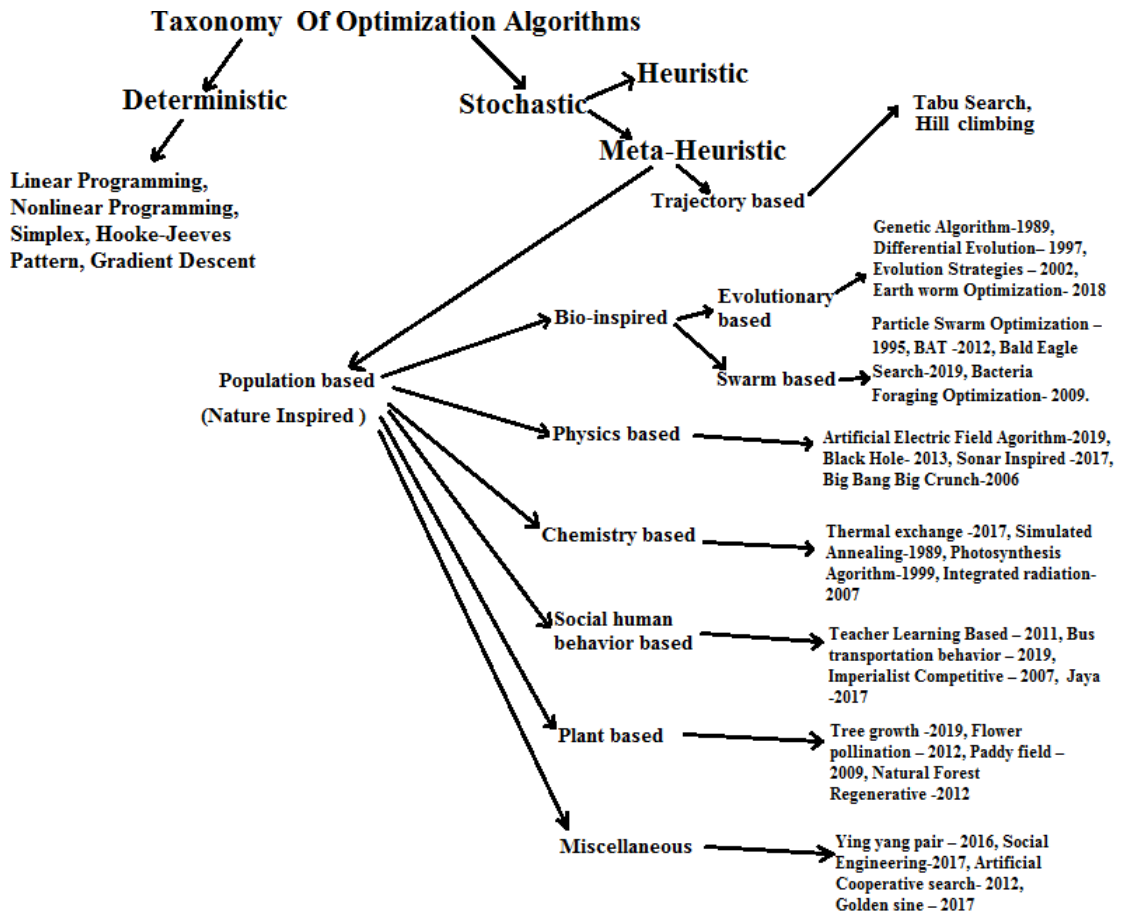 Taxonomy Of Optimization Algorithms
Deterministic
Linear Programming,
Nonlinear Programming,
Simplex, Hooke-Jeeves
Pattern, Gradient Descent
Stochastic
Heuristic
Meta-Heuristic
Trajectory based
Tabu Search,
Hill climbing
Population based
(Nature Inspired )
Bio-inspired
Evolutionary
based
Genetic Algorithm-1989,
Differential Evolution– 1997,
Evolution Strategies – 2002,
Earth worm Optimization- 2018
Swarm based
Particle Swarm Optimization –
1995, BAT -2012, Bald Eagle
Search-2019, Bacteria
Foraging Optimization- 2009.
Physics based
Artificial Electric Field Agorithm-2019,
Black Hole- 2013, Sonar Inspired -2017,
Big Bang Big Crunch-2006
Chemistry based
Thermal exchange -2017, Simulated
Annealing-1989, Photosynthesis
Agorithm-1999, Integrated radiation-
2007
Social human
behavior based
Teacher Learning Based – 2011, Bus
transportation behavior – 2019,
Imperialist Competitive – 2007, Jaya
-2017
Plant based
Tree growth -2019, Flower
pollination – 2012, Paddy field –
2009, Natural Forest
Regenerative -2012
Miscellaneous
Ying yang pair – 2016, Social
Engineering-2017, Artificial
Cooperative search- 2012,
Golden sine – 2017